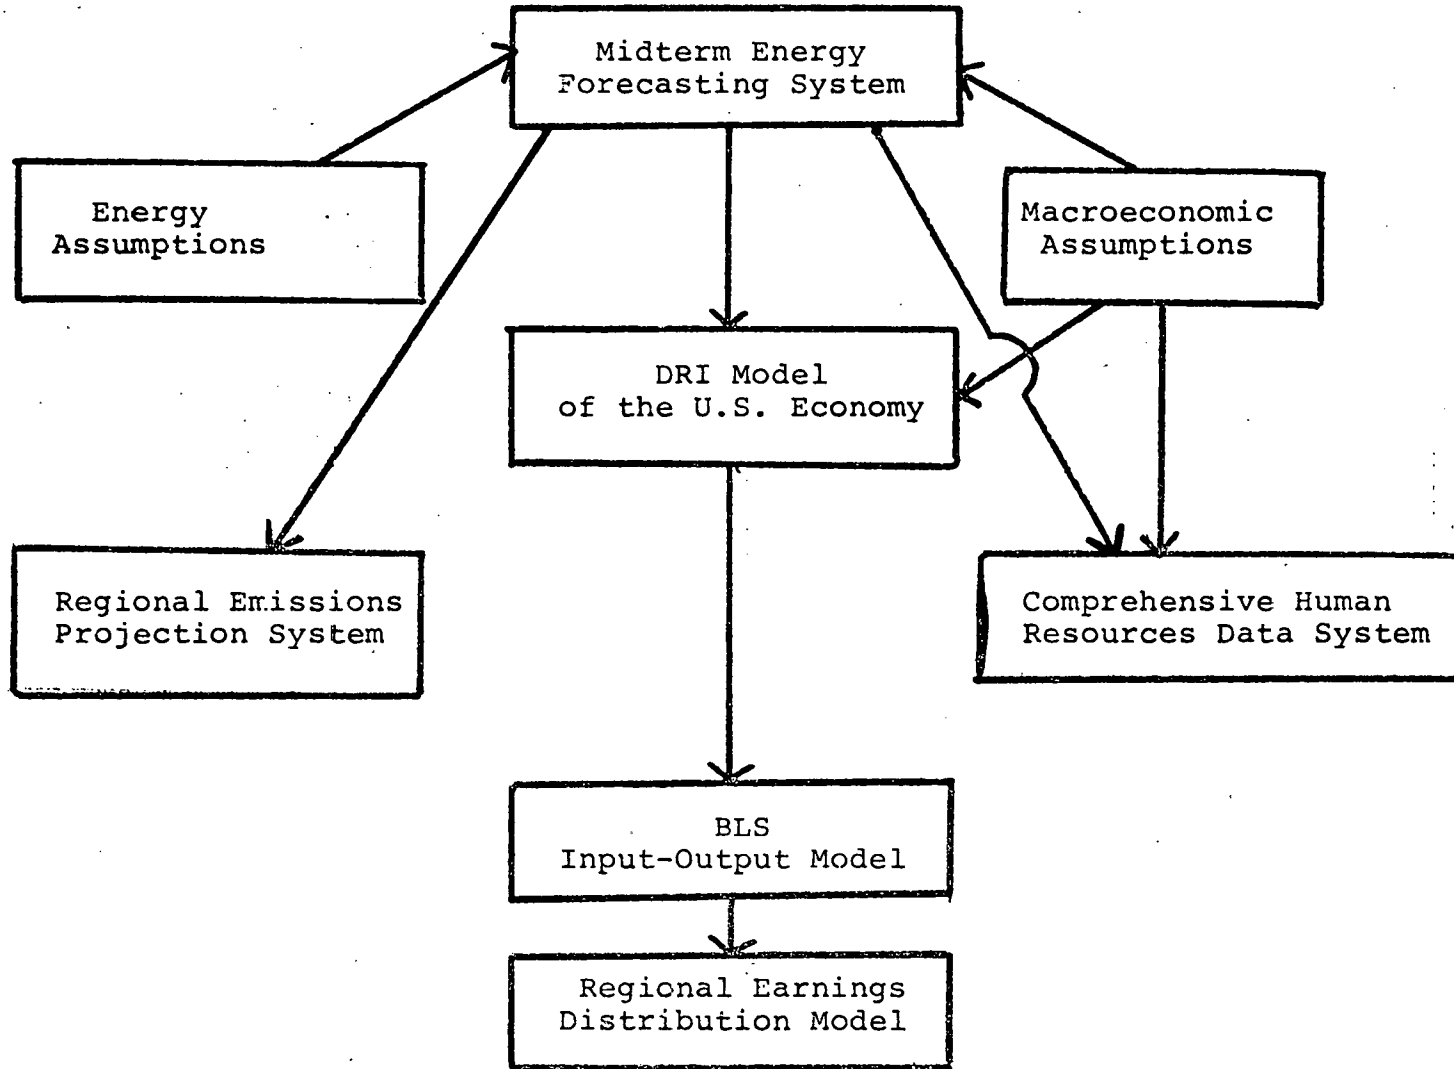 Midterm Energy
Forecasting System
Energy
Assumptions
Macroeconomic
Assumptions
DRI Model
of the U.S. Economy
Regional Emissions
Projection System
Comprehensive Human
Resources Data System
BLS
Input-Output Model
Regional Earnings
Distribution Model